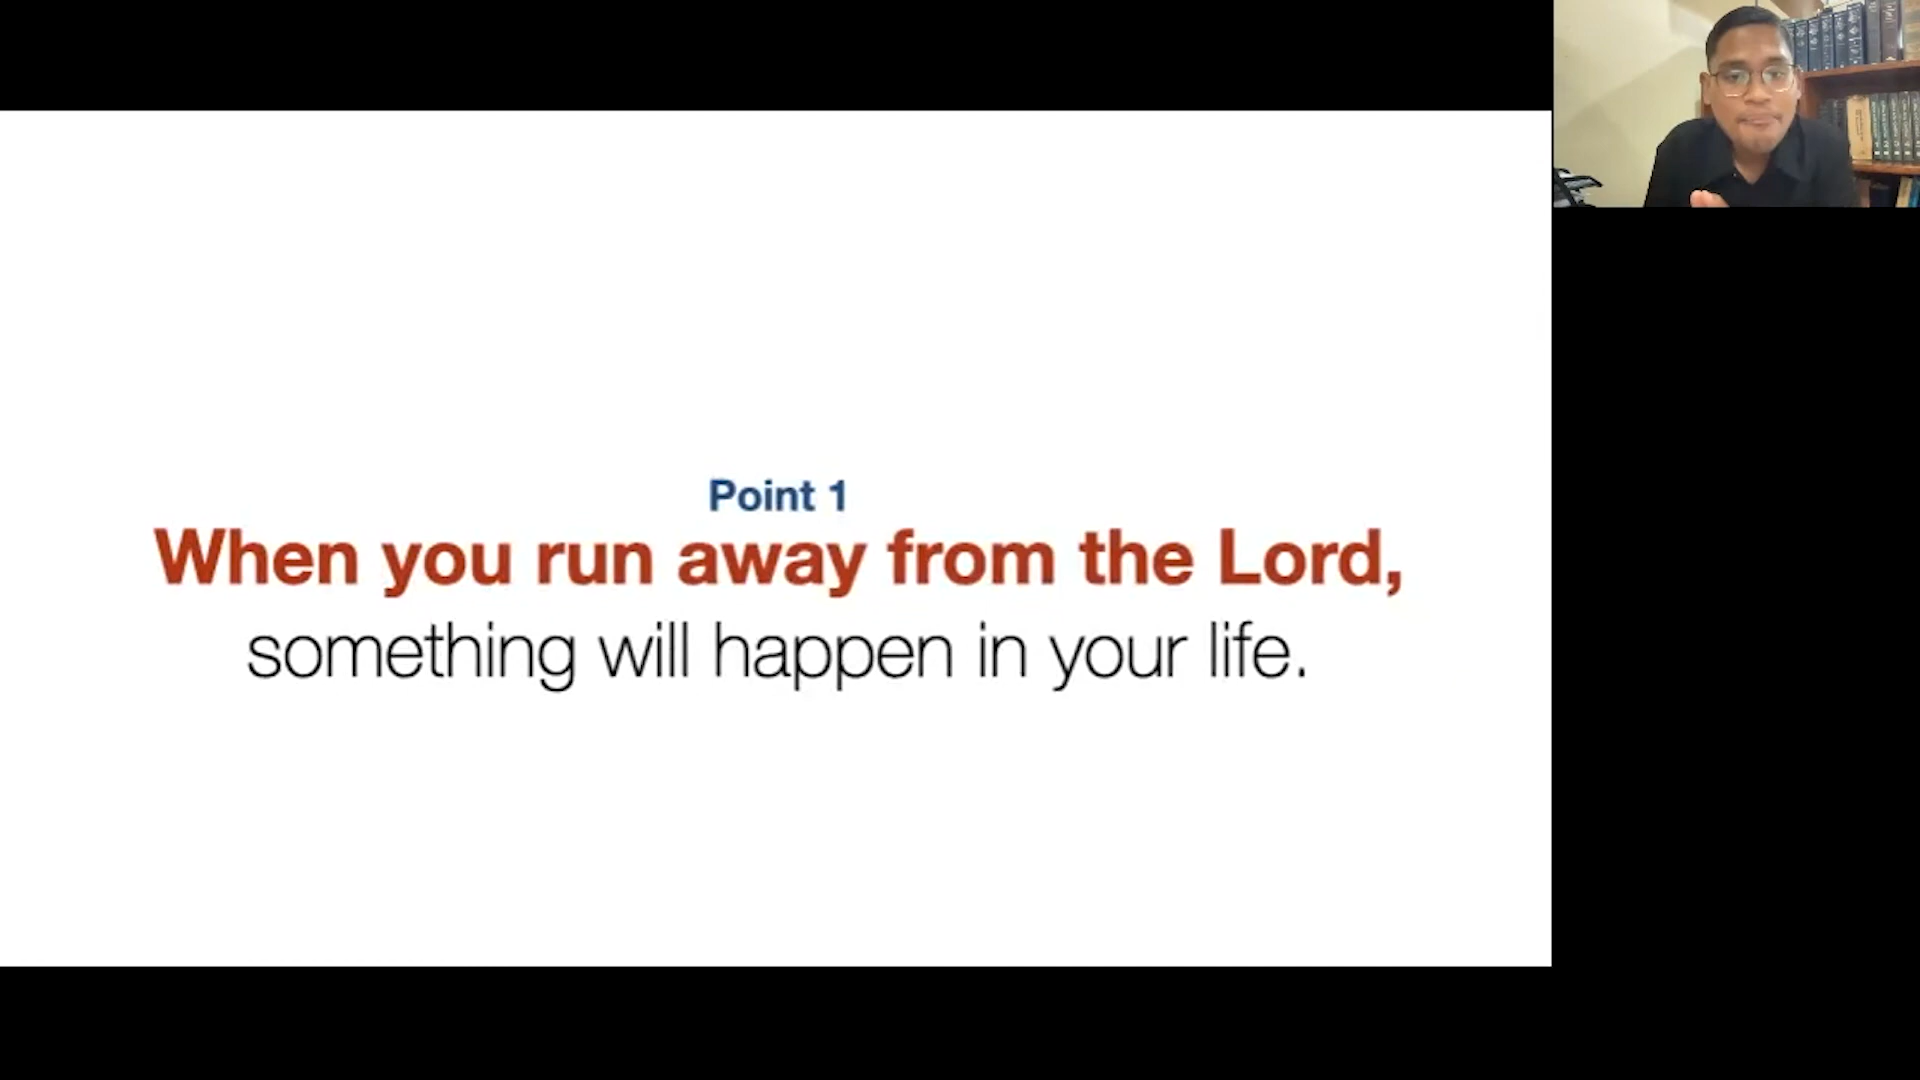 Point 1
When you run away from the Lord,
something will happen in your life.